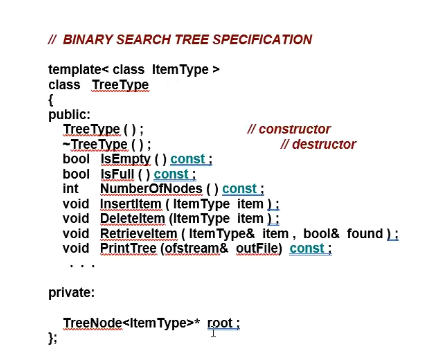 //  BINARY SEARCH TREE SPECIFICATION
template< class  ItemType >
class   TreeType
{
public:
TreeType ( ) ;                // constructor
~TreeType ( ) ;               // destructor
bool   IsEmpty ( ) const ;
bool   IsFull ( ) const ;
int    NumberOfNodes ( ) const ;
void   InsertItem ( ItemType  item ) ;
void   DeleteItem (ItemType  item ) ;
void   RetrieveItem ( ItemType&  item ,  bool&  found ) ;
void   PrintTree (ofstream&  outFile)   const ;
. . .
private:
TreeNode<ItemType>*  root ;
};